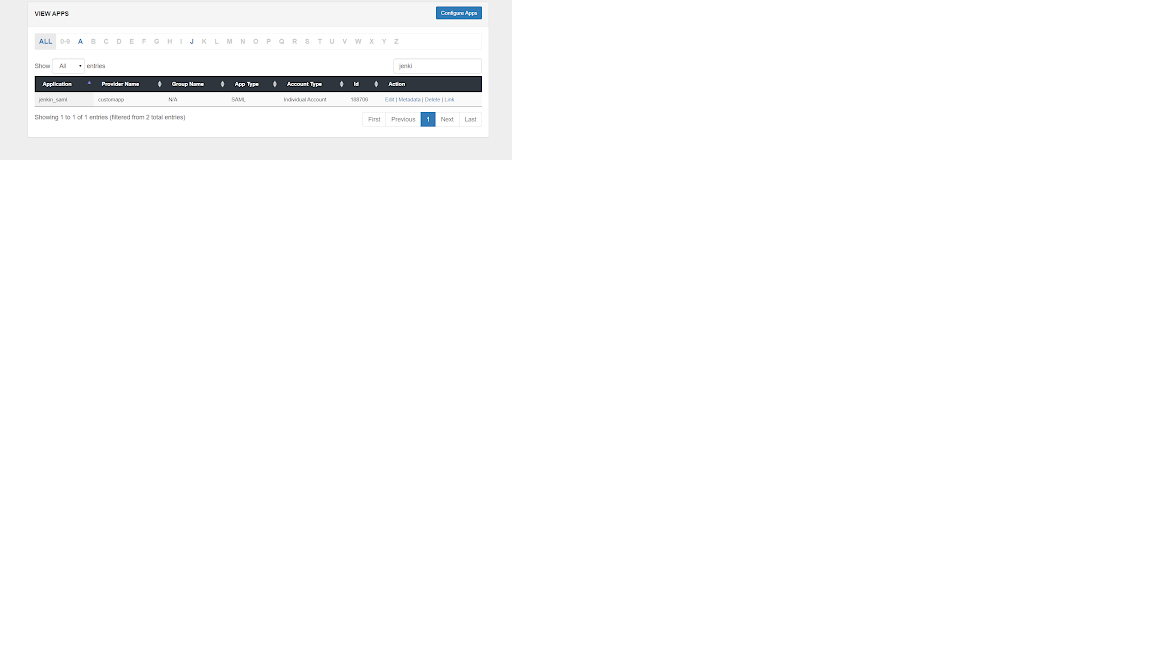 VIEW APPS Configure Apps
ALL 0-9 A B C D E F G H I J K L M N O P Q R S T U V W X Y Z
Show All entries jenki
Application Provider Name Group Name App Type Account Type Id Action
jenkin_saml customapp N/A SAML Individual Account 188706 Edit | Metadata | Delete | Link
Showing 1 to 1 of 1 entries (filtered from 2 total entries) First Previous 1 Next Last